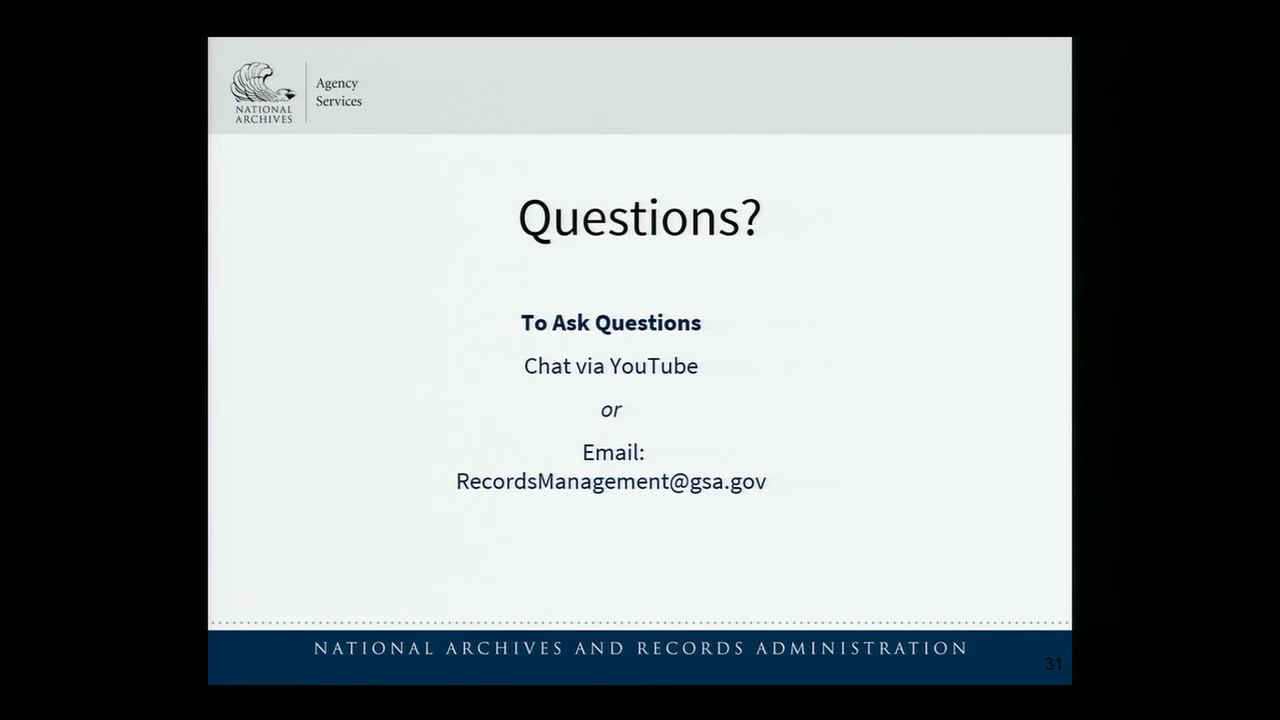 NATIONAL
ARCHIVES
Agency
Services
Questions?
To Ask Questions
Chat via YouTube
or
Email:
RecordsManagement@gsa.gov
NATIONAL ARCHIVES AND RECORDS ADMINISTRATION
31